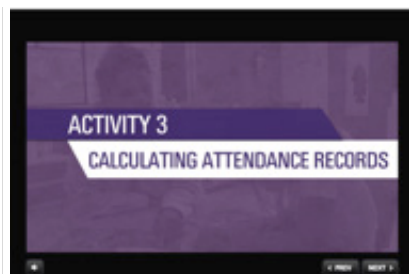 ACTIVITY 3
CALCULATING ATTENDANCE RECORDS
< PREV NEXT >